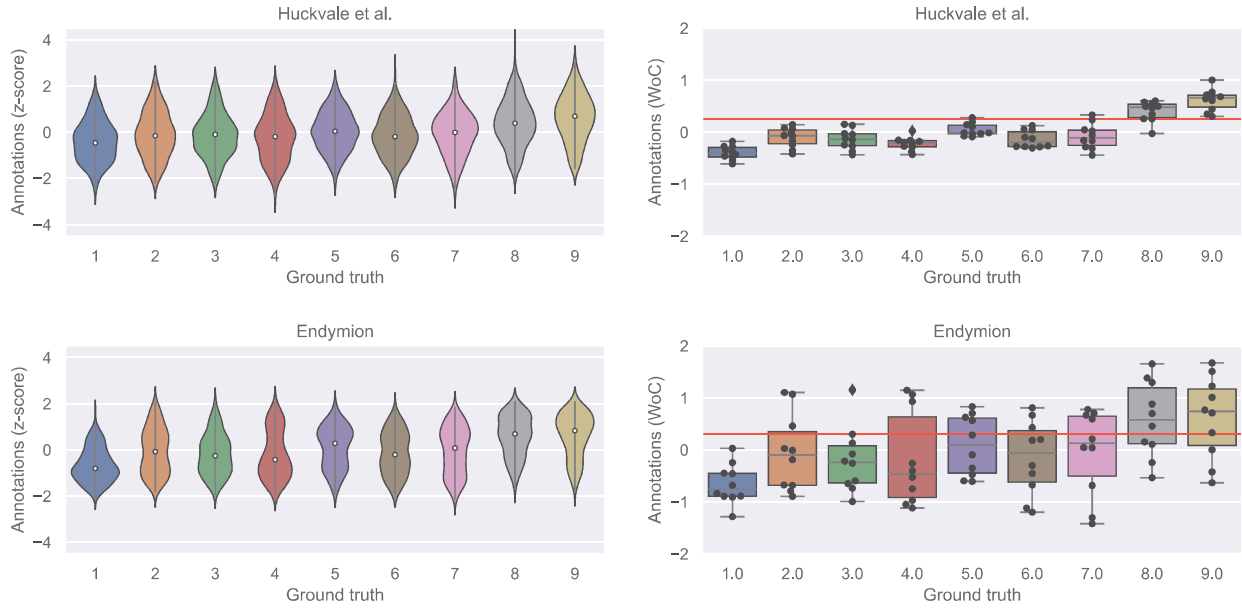 Huckvale et al.
Annotations (z-score)
4
2
0
−2
−4
1 2 3 4 5 6 7 8 9
Ground truth
Huckvale et al.
Annotations (WoC)
2
1
0
−1
−2
1.0 2.0 3.0 4.0 5.0 6.0 7.0 8.0 9.0
Ground truth
Endymion
Annotations (z-score)
4
2
0
−2
−4
1 2 3 4 5 6 7 8 9
Ground truth
Endymion
Annotations (WoC)
2
1
0
−1
−2
1.0 2.0 3.0 4.0 5.0 6.0 7.0 8.0 9.0
Ground truth